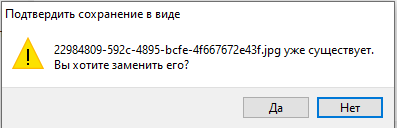 Подтвердить сохранение в виде
22984809-592c-4895-bcfe-4f667672e43f.jpg уже существует.
Вы хотите заменить его?
Да
Нет